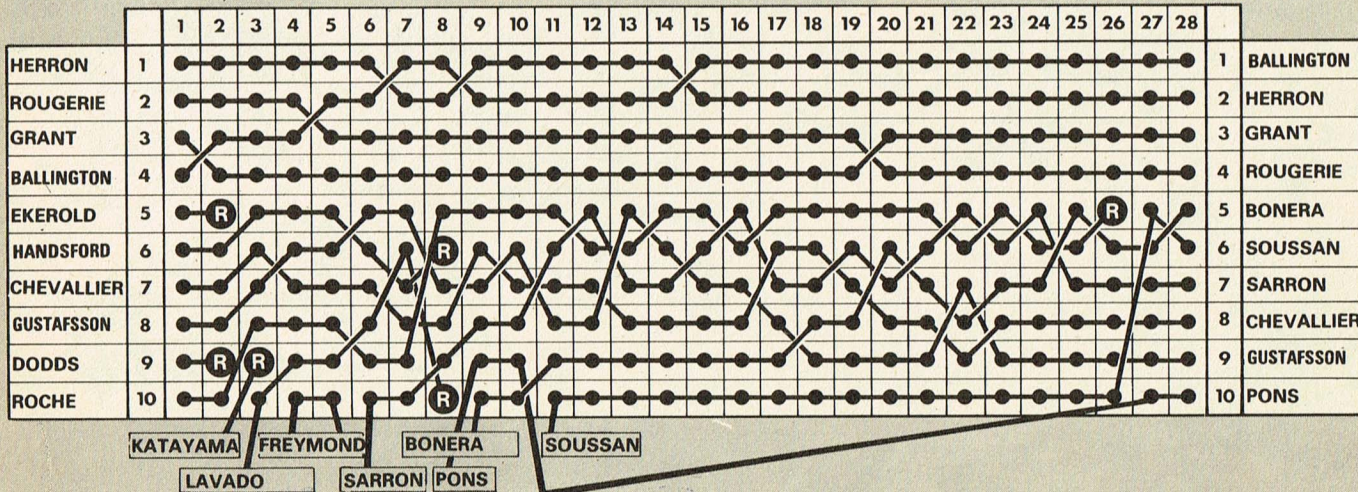 1 2 3 4 5 6 7 8 9 10 11 12 13 14 15 16 17 18 19 20 21 22 23 24 25 26 27 28
HERRON 1 1 BALLINGTON
ROUGERIE 2 2 HERRON
GRANT 3 3 GRANT
BALLINGTON 4 4 ROUGERIE
EKEROLD 5 R R 5 BONERA
HANDSFORD 6 R 6 SOUSSAN
CHEVALLIER 7 7 SARRON
GUSTAFSSON 8 8 CHEVALLIER
DODDS 9 R R 9 GUSTAFSSON
ROCHE 10 R 10 PONS
KATAYAMA FREYMOND BONERA SOUSSAN
LAVADO SARRON PONS